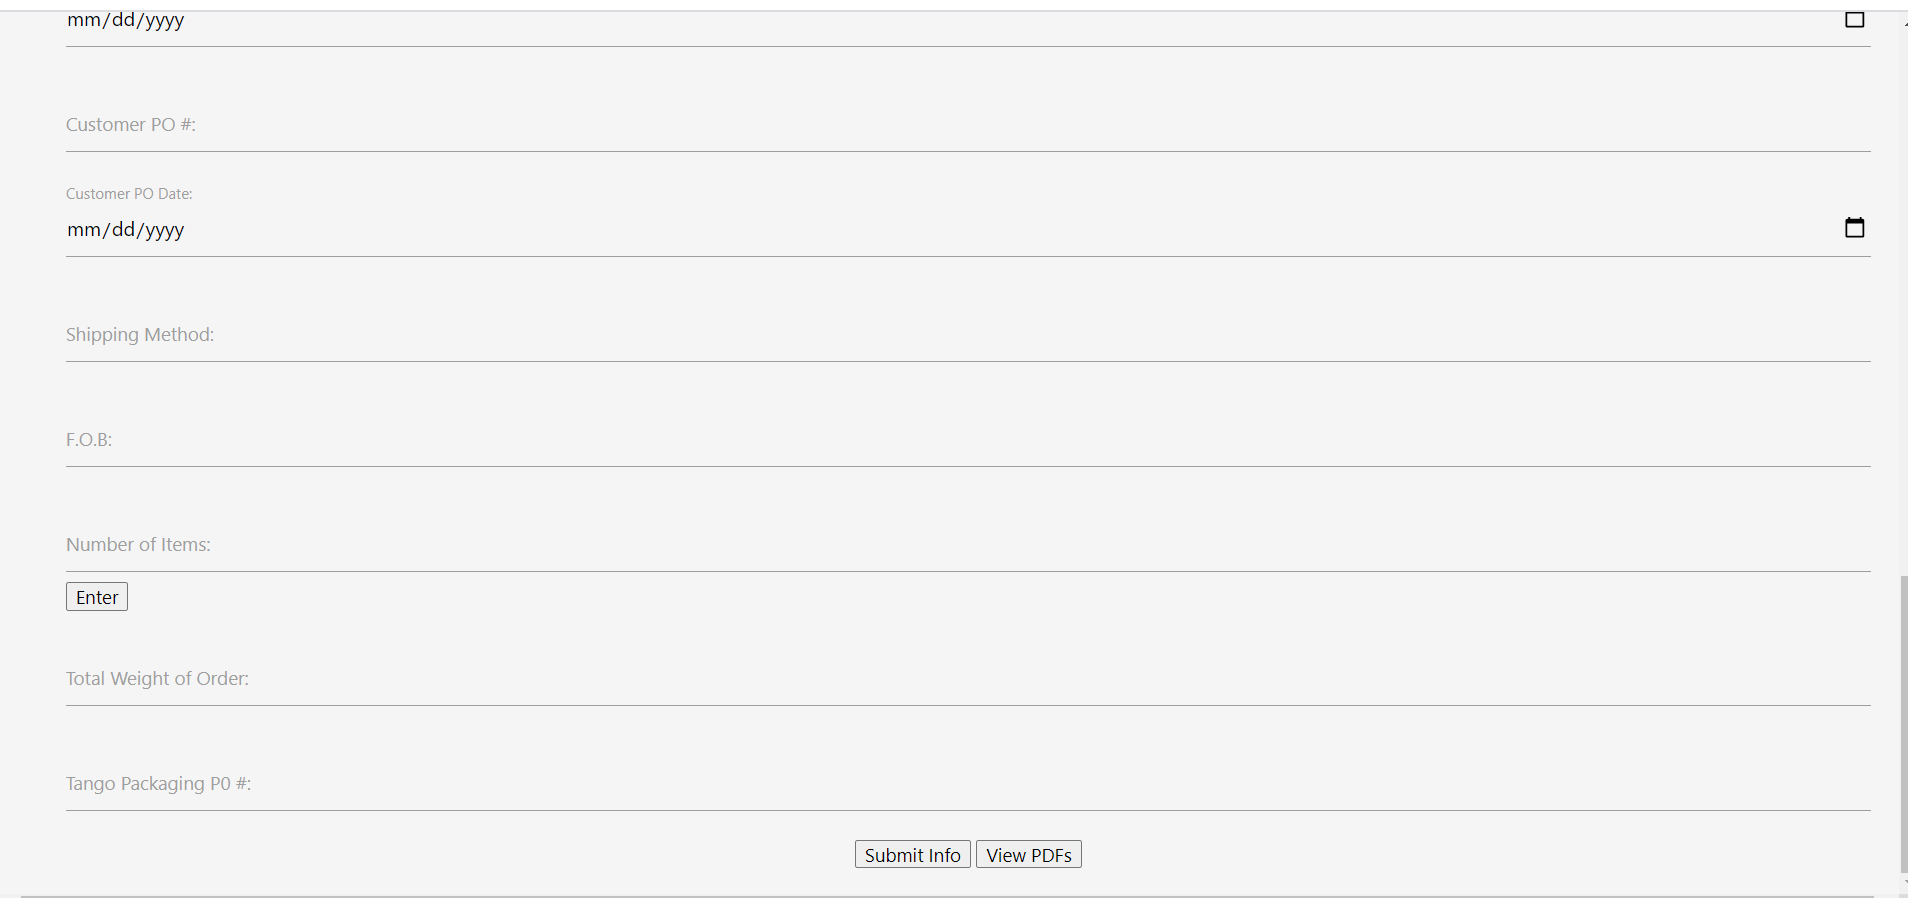 mm/dd/yyyy
Customer PO #:
Customer PO Date:
mm/dd/yyyy
Shipping Method:
F.O.B:
Number of Items:
Enter
Total Weight of Order:
Tango Packaging P0 #:
Submit Info View PDFs